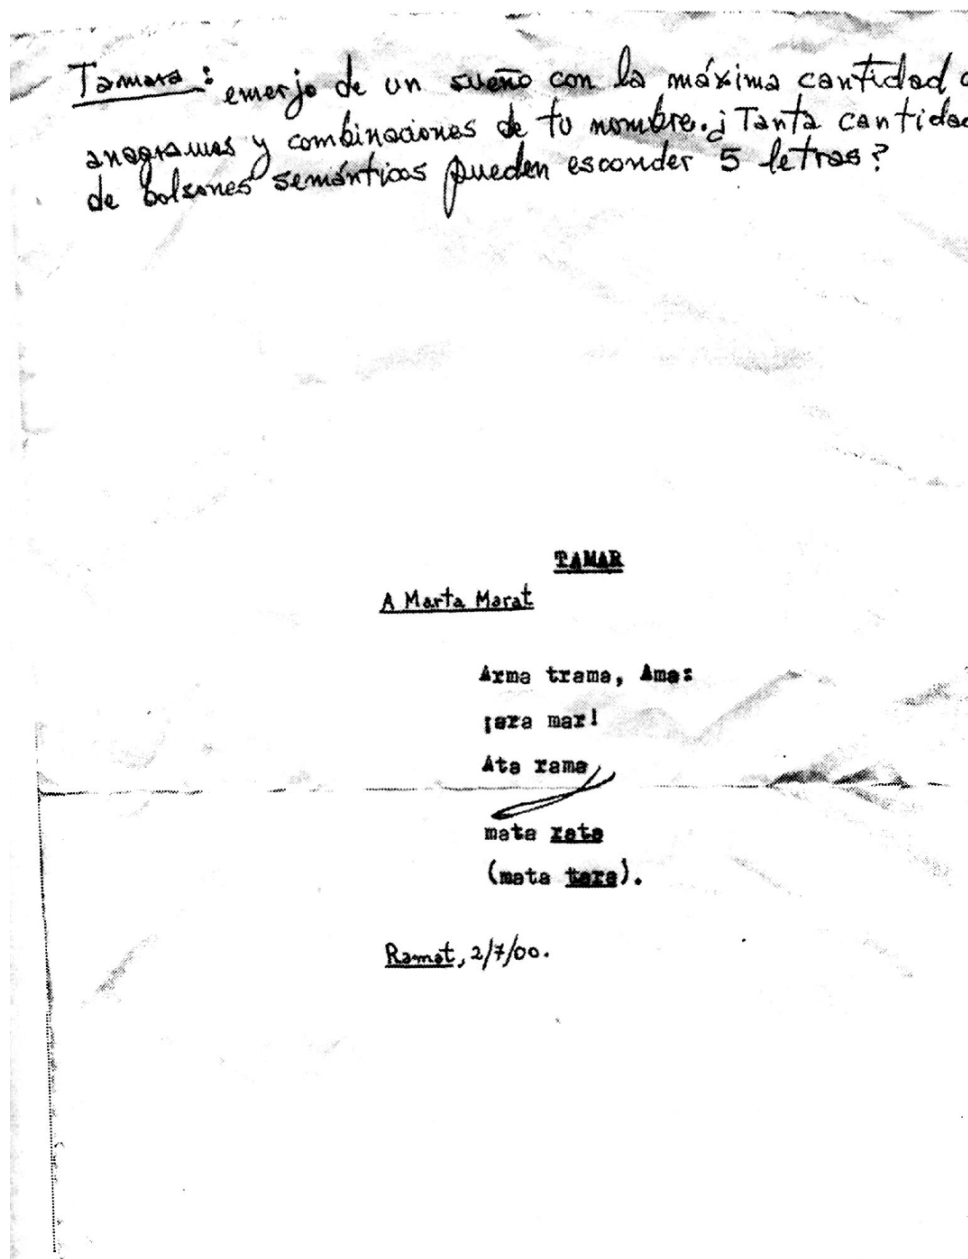 Tamara: emerjo de un sueño con la máxima cantidad
anagramas y combinaciones de tu nombre. ¿Tanta cantidad
de bolsones semánticos pueden esconder 5 letras?
TAMAR
A Marta Marat
Arma trama, Ama:
¡ara mar!
Ata rama
mata rata
(mata tara).
Ramat, 2/7/00.